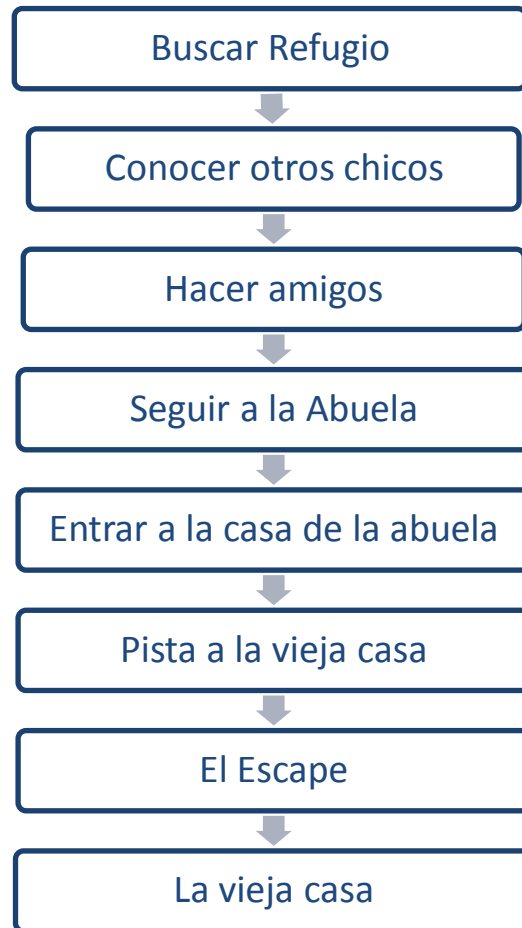 Buscar Refugio
Conocer otros chicos
Hacer amigos
Seguir a la Abuela
Entrar a la casa de la abuela
Pista a la vieja casa
El Escape
La vieja casa